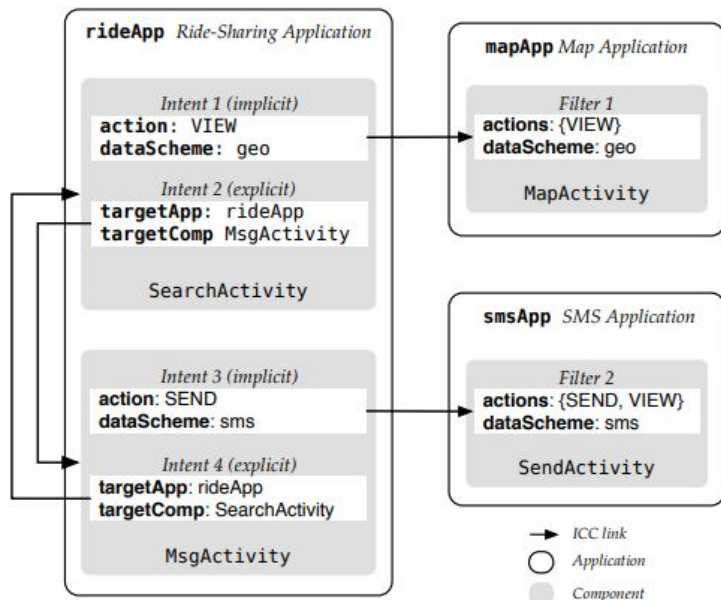 rideApp Ride-Sharing Application
Intent 1 (implicit)
action: VIEW
dataScheme: geo
Intent 2 (explicit)
targetApp: rideApp
targetComp MsgActivity
SearchActivity
Intent 3 (implicit)
action: SEND
dataScheme: sms
Intent 4 (explicit)
targetApp: rideApp
targetComp: SearchActivity
MsgActivity
mapApp Map Application
Filter 1
actions: {VIEW}
dataScheme: geo
MapActivity
smsApp SMS Application
Filter 2
actions: {SEND, VIEW}
dataScheme: sms
SendActivity
ICC link
Application
Component